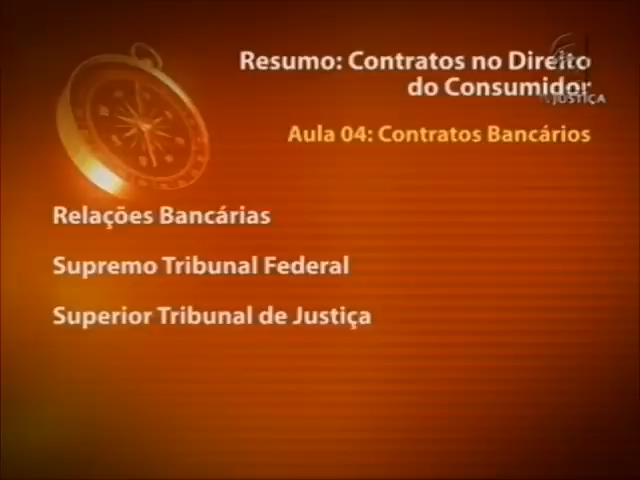 Resumo: Contratos no Direito
do Consumidor
JUSTIÇA
Aula 04: Contratos Bancários
Relações Bancárias
Supremo Tribunal Federal
Superior Tribunal de Justiça